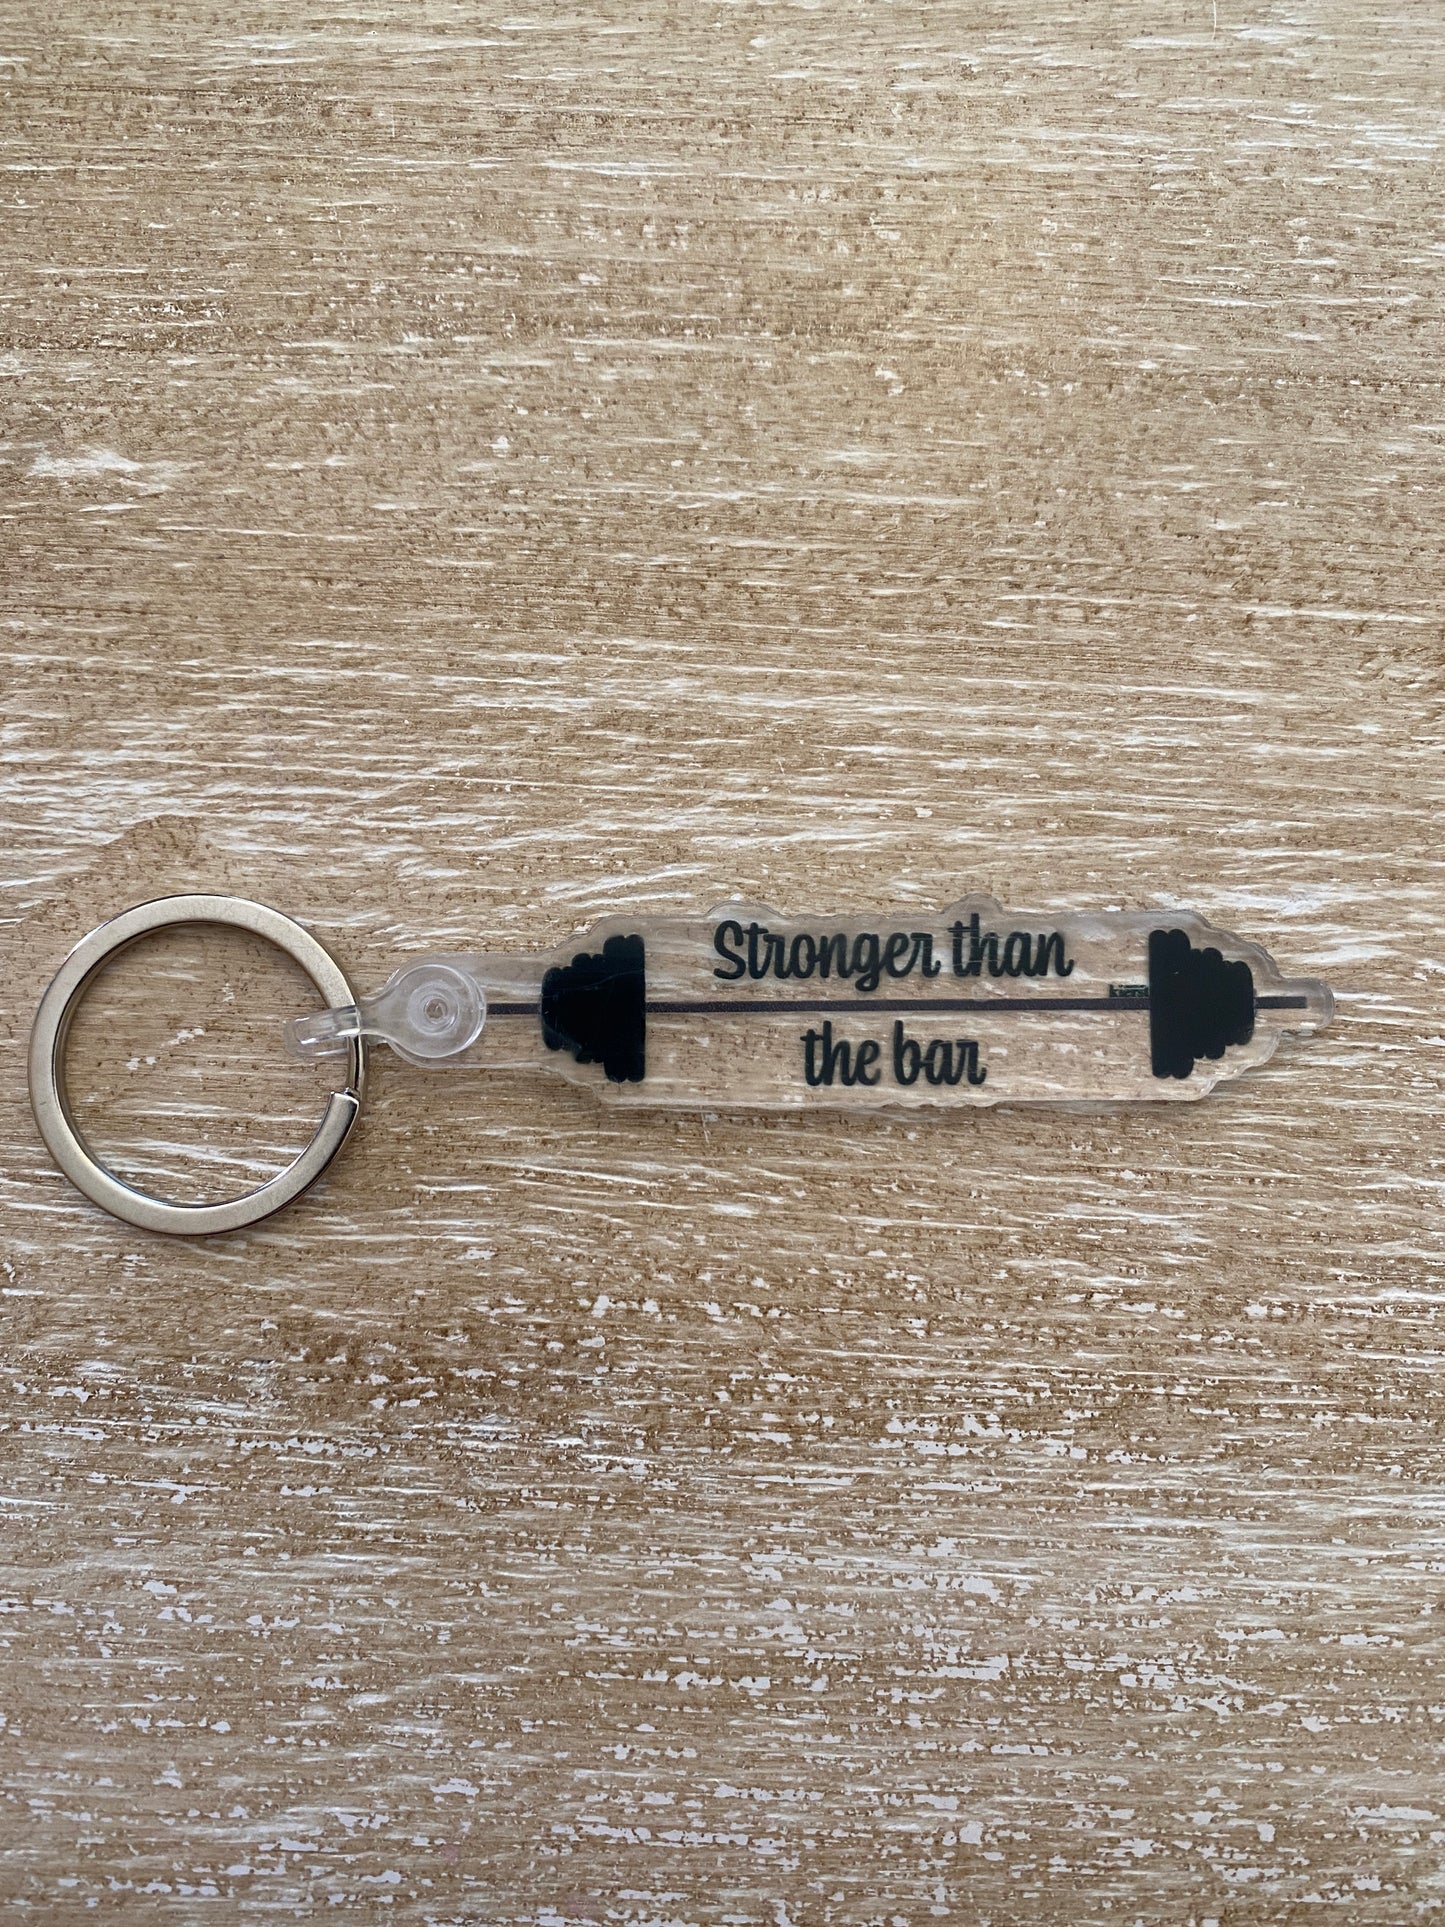 Stronger than
the bar